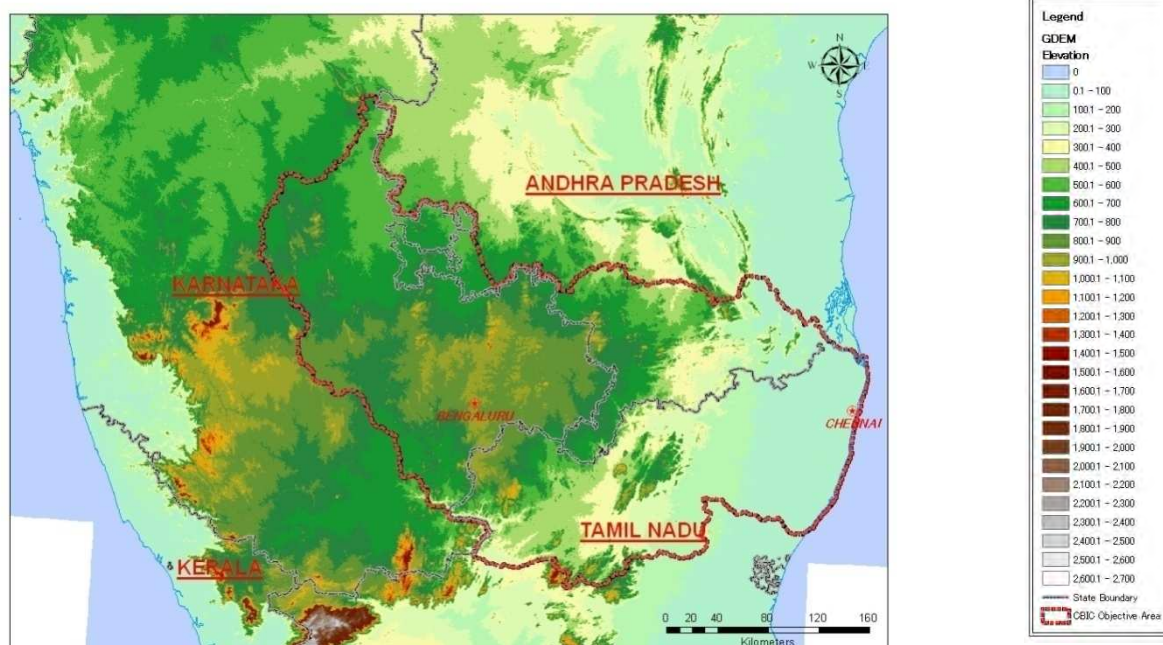 N
W E
S
ANDHRA PRADESH
KARNATAKA
BENGALURU
CHENNAI
TAMIL NADU
KERALA
0 20 40 80 120 160
Kilometers
Legend
GDEM
Elevation
0
0.1 - 100
100.1 - 200
200.1 - 300
300.1 - 400
400.1 - 500
500.1 - 600
600.1 - 700
700.1 - 800
800.1 - 900
900.1 - 1,000
1,000.1 - 1,100
1,100.1 - 1,200
1,200.1 - 1,300
1,300.1 - 1,400
1,400.1 - 1,500
1,500.1 - 1,600
1,600.1 - 1,700
1,700.1 - 1,800
1,800.1 - 1,900
1,900.1 - 2,000
2,000.1 - 2,100
2,100.1 - 2,200
2,200.1 - 2,300
2,300.1 - 2,400
2,400.1 - 2,500
2,500.1 - 2,600
2,600.1 - 2,700
State Boundary
CBIC Objective Area